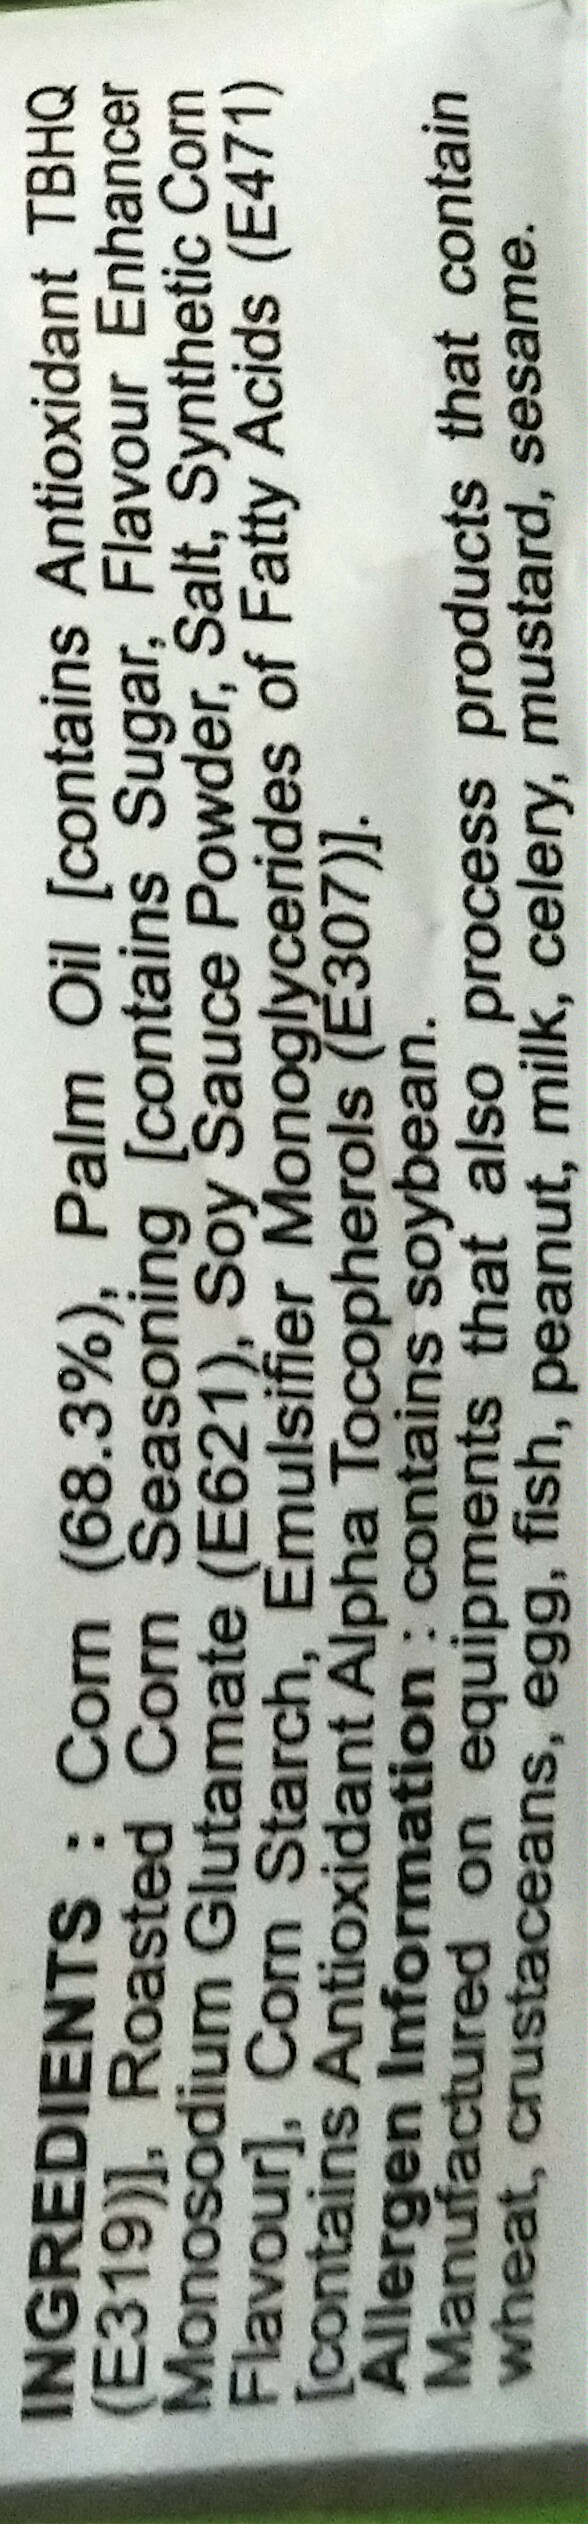 INGREDIENTS : Corn (68.3%), Palm Oil [contains Antioxidant TBHQ
(E319)], Roasted Corn Seasoning [contains Sugar, Flavour Enhancer
Monosodium Glutamate (E621), Soy Sauce Powder, Salt, Synthetic Corn
Flavour], Corn Starch, Emulsifier Monoglycerides of Fatty Acids (E471)
[contains Antioxidant Alpha Tocopherols (E307)].
Allergen Information : contains soybean.
Manufactured on equipments that also process products that contain
wheat, crustaceans, egg, fish, peanut, milk, celery, mustard, sesame.